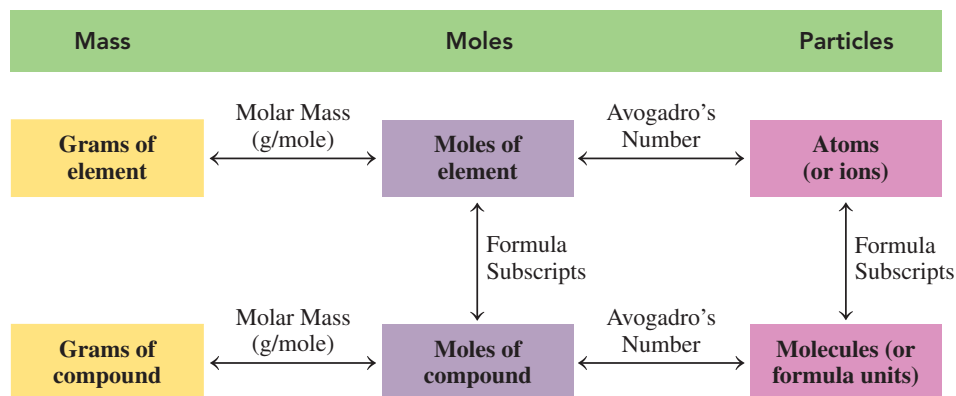 Mass
Moles
Particles
Molar Mass
(g/mole)
Avogadro’s
Number
Grams of
element
Moles of
element
Atoms
(or ions)
Formula
Subscripts
Formula
Subscripts
Molar Mass
(g/mole)
Avogadro’s
Number
Grams of
compound
Moles of
compound
Molecules (or
formula units)